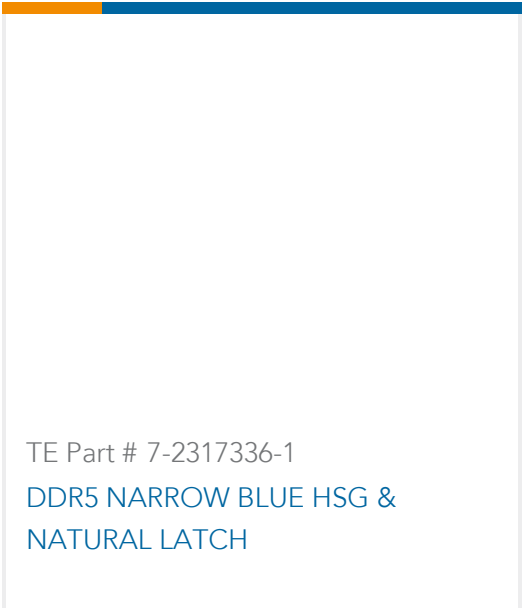 TE Part # 7-2317336-1
DDR5 NARROW BLUE HSG &
NATURAL LATCH